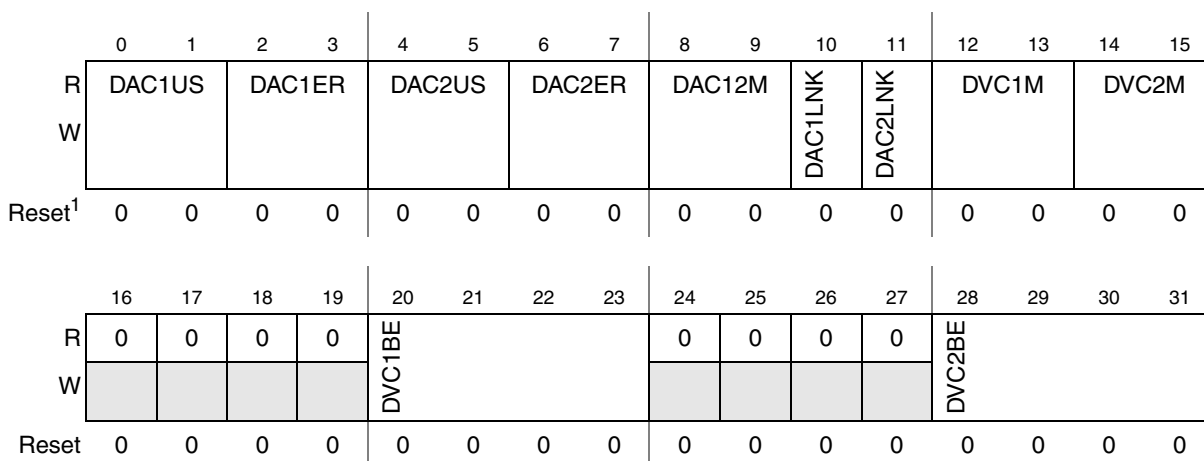 0 1 2 3 4 5 6 7 8 9 10 11 12 13 14 15
R DAC1US DAC1ER DAC2US DAC2ER DAC12M DAC1LNK DAC2LNK DVC1M DVC2M
W
Reset1 0 0 0 0 0 0 0 0 0 0 0 0 0 0 0 0
16 17 18 19 20 21 22 23 24 25 26 27 28 29 30 31
R 0 0 0 0 DVC1BE 0 0 0 0 DVC2BE
W
Reset 0 0 0 0 0 0 0 0 0 0 0 0 0 0 0 0